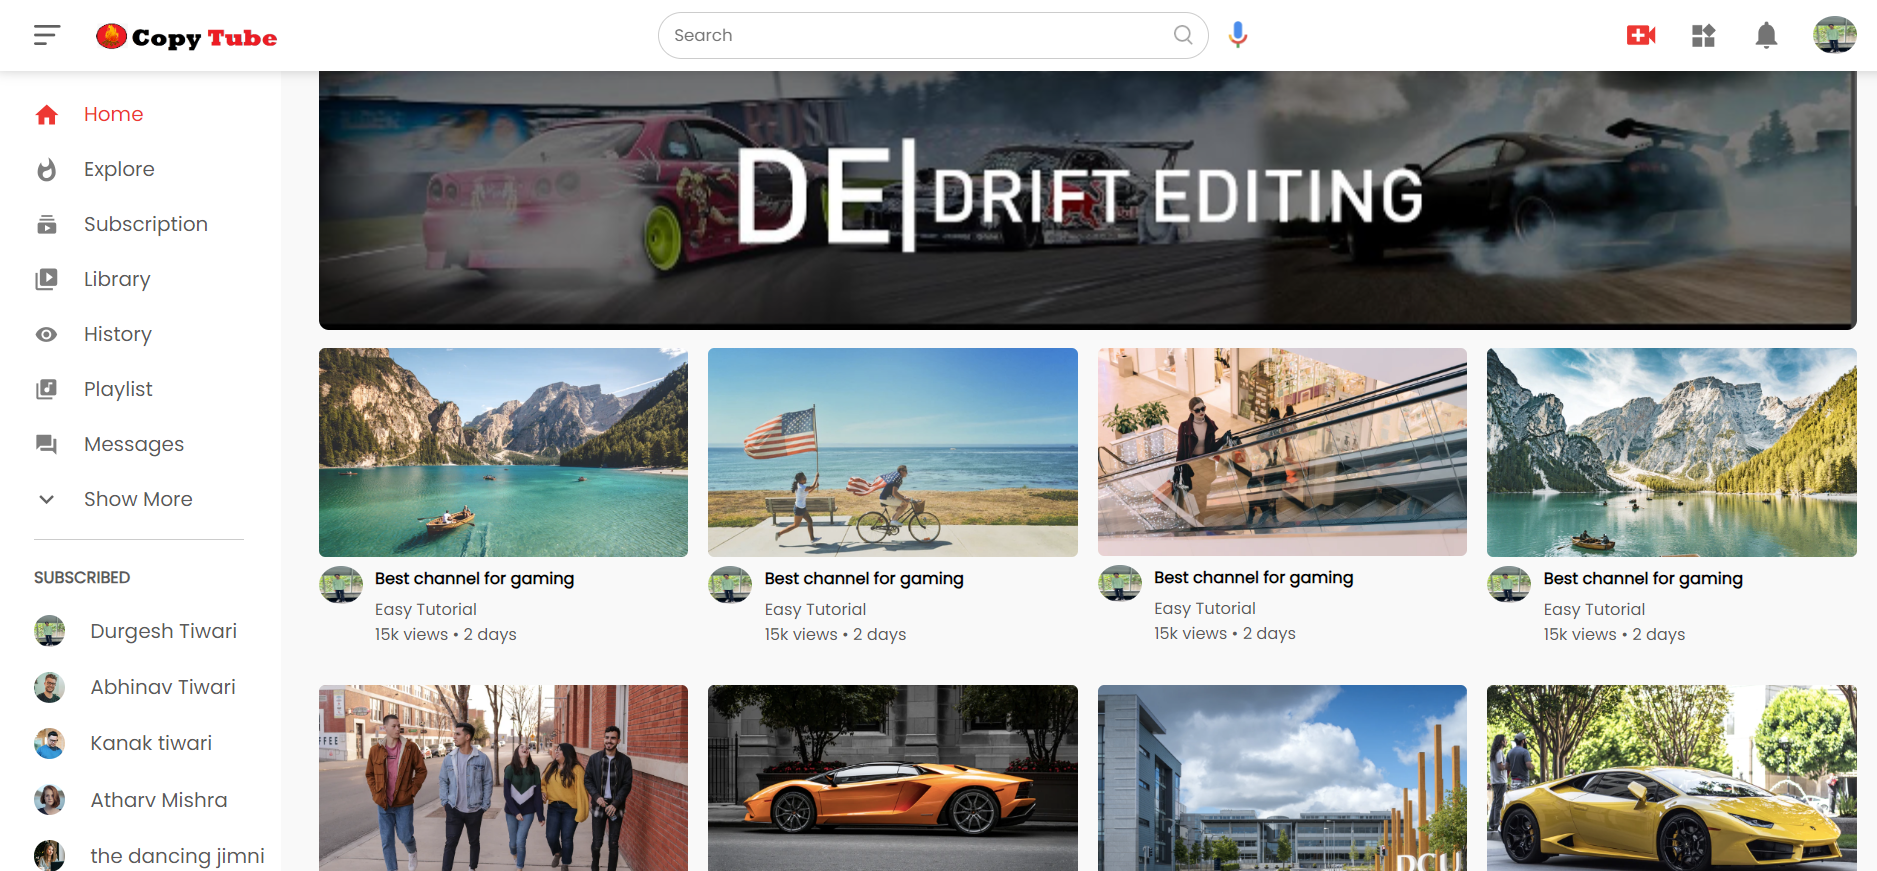 Copy Tube
Search
Home
Explore
Subscription
Library
History
Playlist
Messages
Show More
SUBSCRIBED
Durgesh Tiwari
Abhinav Tiwari
Kanak tiwari
Atharv Mishra
the dancing jimni
DE|DRIFT EDITING
Best channel for gaming
Easy Tutorial
15k views • 2 days
Best channel for gaming
Easy Tutorial
15k views • 2 days
Best channel for gaming
Easy Tutorial
15k views • 2 days
Best channel for gaming
Easy Tutorial
15k views • 2 days
DCU